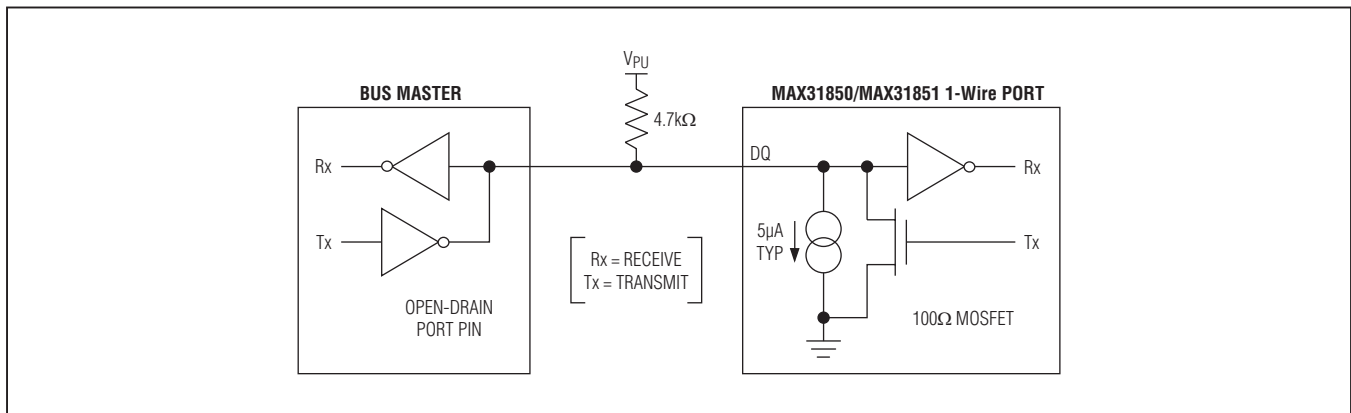 VPU
BUS MASTER
MAX31850/MAX31851 1-Wire PORT
4.7kΩ
Rx
DQ
Rx
Tx
5µA
TYP
Tx
Rx = RECEIVE
Tx = TRANSMIT
OPEN-DRAIN
PORT PIN
100Ω MOSFET